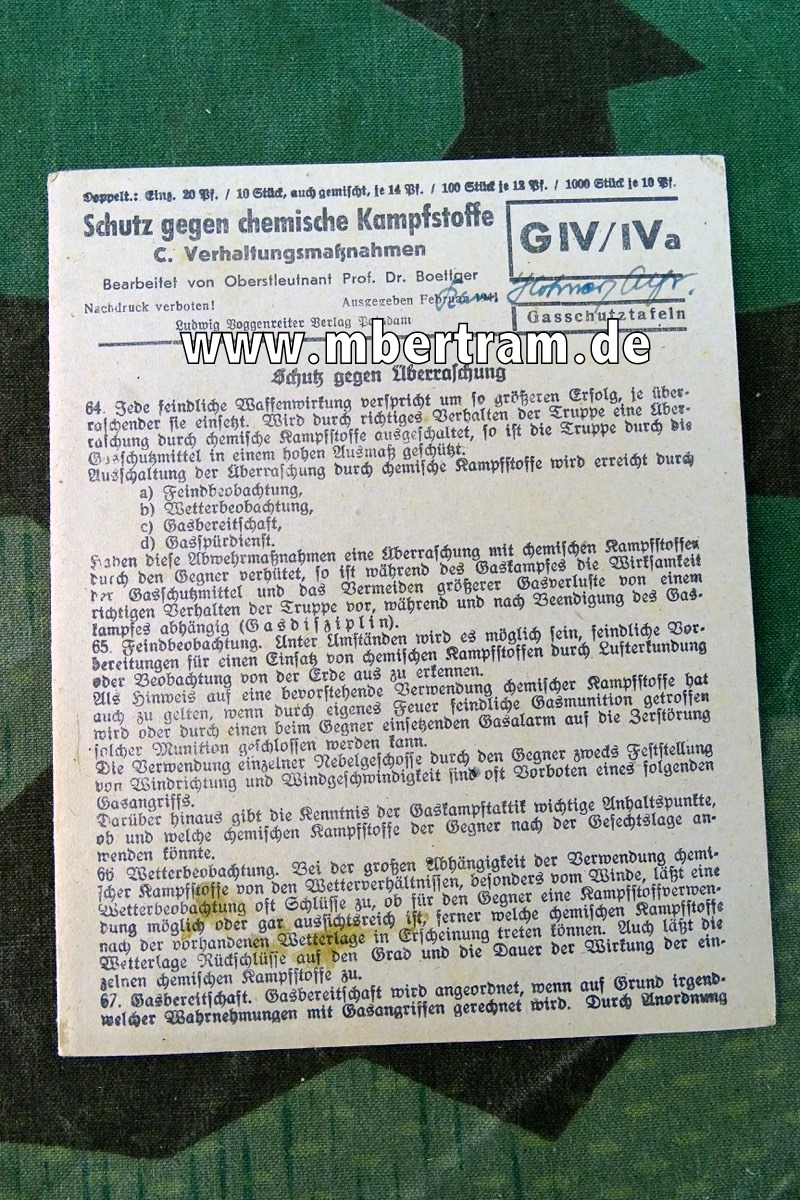 Doppelt.: Einz. 20 Pf. / 10 Stück, auch gemischt, je 14 Pf. / 100 Stück je 12 Pf. / 1000 Stück je 10 Pf.
Schutz gegen chemische Kampfstoffe
C. Verhaltungsmaßnahmen
GIV/IVa
Bearbeitet von Oberstleutnant Prof. Dr. Boettger
Nachdruck verboten!
Ausgegeben
Ludwig Voggenreiter Verlag Potsdam
Gasschutztafeln
www.mbertram.de
Schutz gegen Überraschung
64. Jede feindliche Waffenwirkung verspricht um so größeren Erfolg, je über-
raschender sie einsetzt. Wird durch richtiges Verhalten der Truppe eine Über-
raschung durch chemische Kampfstoffe ausgeschaltet, so ist die Truppe durch die
Gasschutzmittel in einem hohen Ausmaß geschützt.
Ausschaltung der Überraschung durch chemische Kampfstoffe wird erreicht durch
a) Feindbeobachtung,
b) Wetterbeobachtung,
c) Gasbereitschaft,
d) Gasspürdienst.
Haben diese Abwehrmaßnahmen eine Überraschung mit chemischen Kampfstoffen
durch den Gegner verhütet, so ist während des Gaskampfes die Wirksamkeit
der Gasschutzmittel und das Vermeiden größerer Gasverluste von einem
richtigen Verhalten der Truppe vor, während und nach Beendigung des Gas-
kampfes abhängig (Gasdisziplin).
65. Feindbeobachtung. Unter Umständen wird es möglich sein, feindliche Vor-
bereitungen für einen Einsatz von chemischen Kampfstoffen durch Lufterkundung
oder Beobachtung von der Erde aus zu erkennen.
Als Hinweis auf eine bevorstehende Verwendung chemischer Kampfstoffe hat
auch zu gelten, wenn durch eigenes Feuer feindliche Gasmunition getroffen
wird oder durch einen beim Gegner einsetzenden Gasalarm auf die Zerstörung
solcher Munition geschlossen werden kann.
Die Verwendung einzelner Nebelgeschosse durch den Gegner zwecks Feststellung
von Windrichtung und Windgeschwindigkeit sind oft Vorboten eines folgenden
Gasangriffs.
Darüber hinaus gibt die Kenntnis der Gaskampftaktik wichtige Anhaltspunkte,
ob und welche chemischen Kampfstoffe der Gegner nach der Gefechtslage an-
wenden könnte.
66 Wetterbeobachtung. Bei der großen Abhängigkeit der Verwendung chemi-
scher Kampfstoffe von den Wetterverhältnissen, besonders vom Winde, läßt eine
Wetterbeobachtung oft Schlüsse zu, ob für den Gegner eine Kampfstoffverwen-
dung möglich oder gar aussichtsreich ist, ferner welche chemischen Kampfstoffe
nach der vorhandenen Wetterlage in Erscheinung treten können. Auch läßt die
Wetterlage Rückschlüsse auf den Grad und die Dauer der Wirkung der ein-
zelnen chemischen Kampfstoffe zu.
67. Gasbereitschaft. Gasbereitschaft wird angeordnet, wenn auf Grund irgend-
welcher Wahrnehmungen mit Gasangriffen gerechnet wird. Durch Anordnung